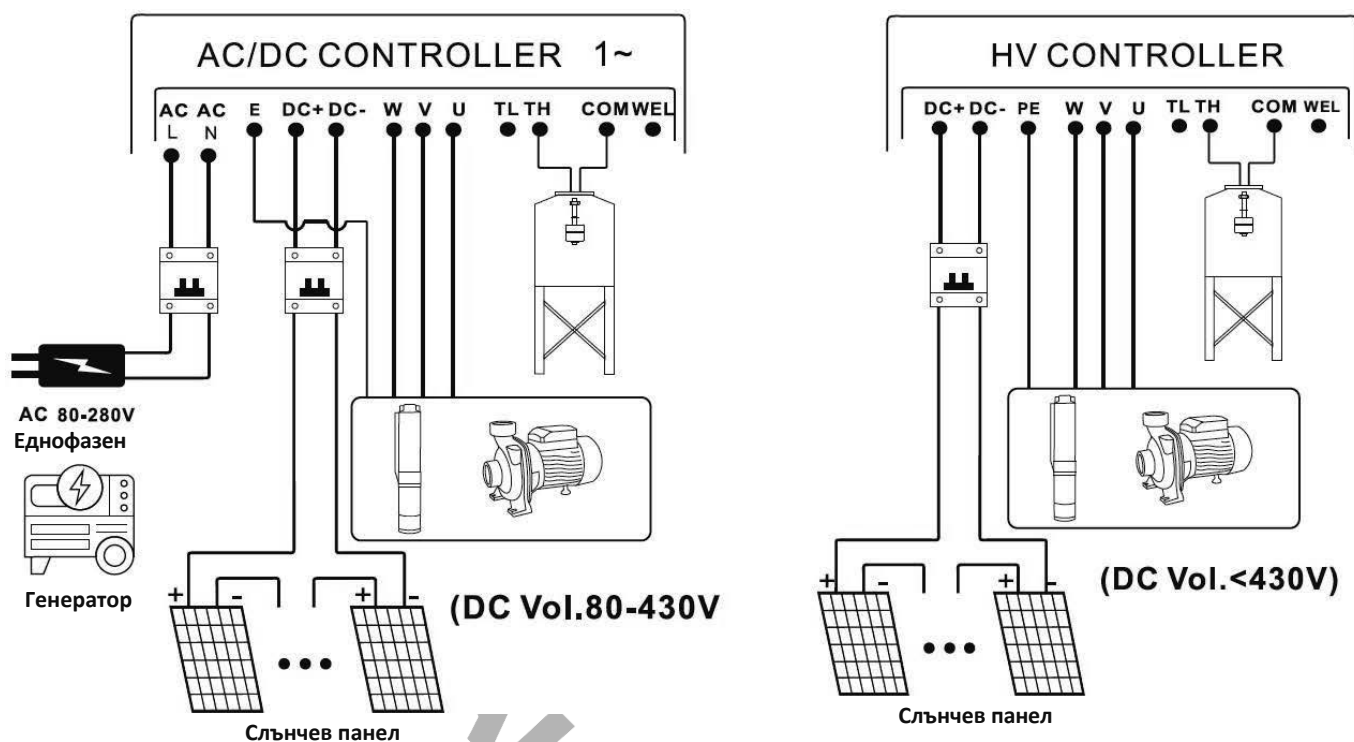 AC/DC CONTROLLER 1~
AC AC E DC+ DC- W V U TL TH COM WEL
L N
AC 80-280V
Еднофазен
Генератор
+ - + -
(DC Vol.80-430V
Слънчев панел
HV CONTROLLER
DC+ DC- PE W V U TL TH COM WEL
+ - + -
(DC Vol.<430V)
Слънчев панел